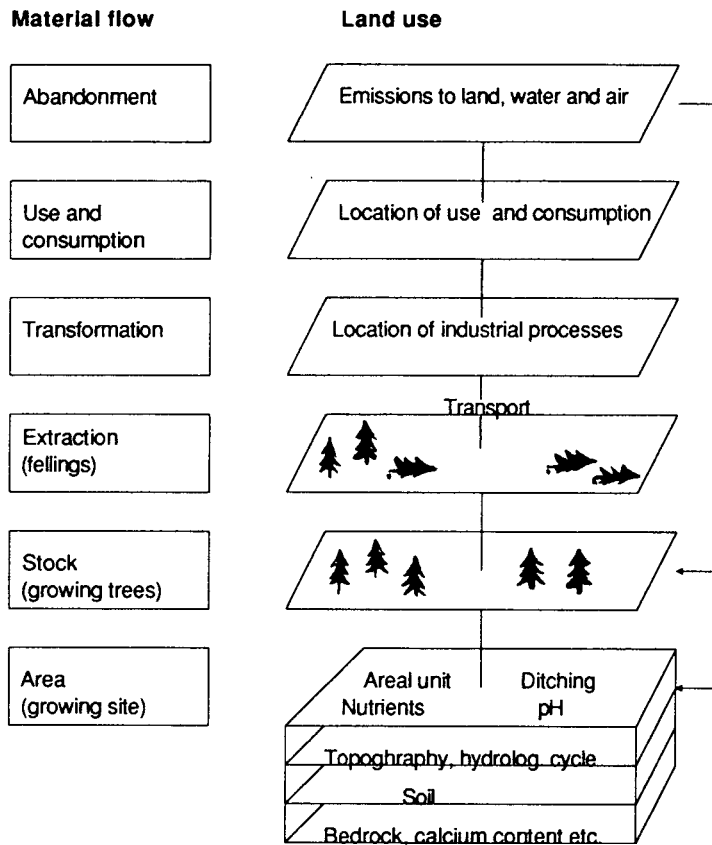 Material flow
Land use
Abandonment
Emissions to land, water and air
Use and
consumption
Location of use and consumption
Transformation
Location of industrial processes
Transport
Extraction
(fellings)
Stock
(growing trees)
Area
(growing site)
Areal unit
Ditching
Nutrients
pH
Topoghraphy, hydrolog. cycle
Soil
Bedrock, calcium content etc.